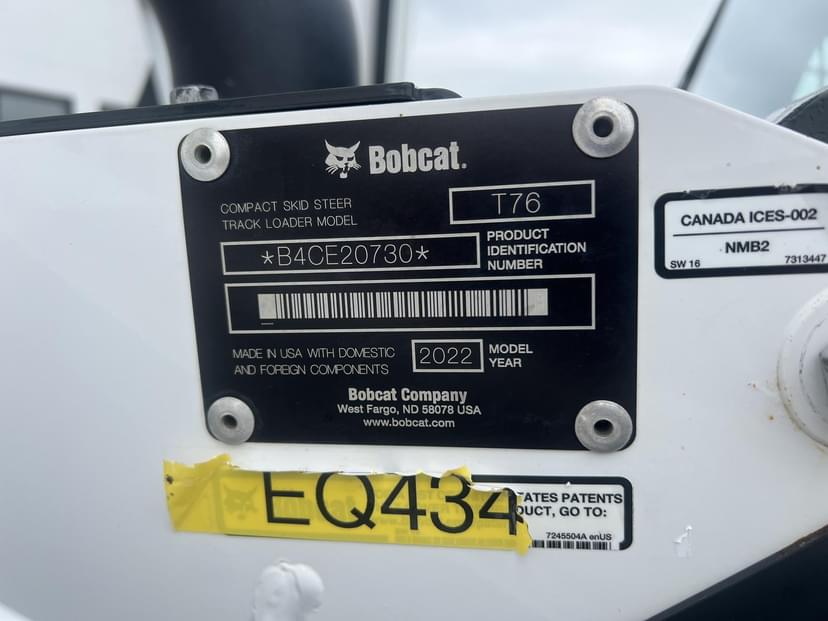 Bobcat.
COMPACT SKID STEER
TRACK LOADER MODEL
T76
*B4CE20730*
PRODUCT
IDENTIFICATION
NUMBER
MADE IN USA WITH DOMESTIC
AND FOREIGN COMPONENTS
2022
MODEL
YEAR
Bobcat Company
West Fargo, ND 58078 USA
www.bobcat.com
CANADA ICES-002
NMB2
SW 16
7313447
EQ434
TATES PATENTS
DUCT, GO TO:
7245504A enUS